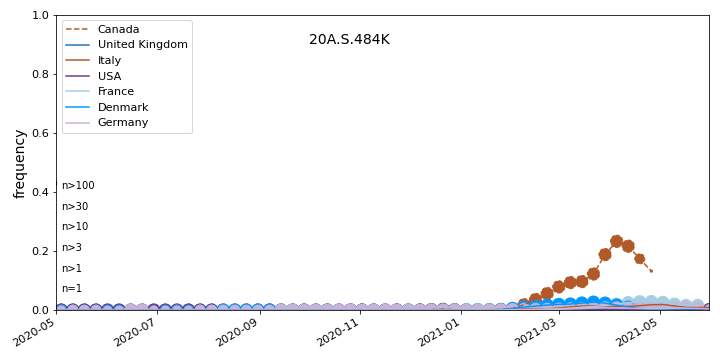 20A.S.484K
Canada
United Kingdom
Italy
USA
France
Denmark
Germany
n>100
n>30
n>10
n>3
n>1
n=1
frequency
1.0
0.8
0.6
0.4
0.2
0.0
2020-05
2020-07
2020-09
2020-11
2021-01
2021-03
2021-05